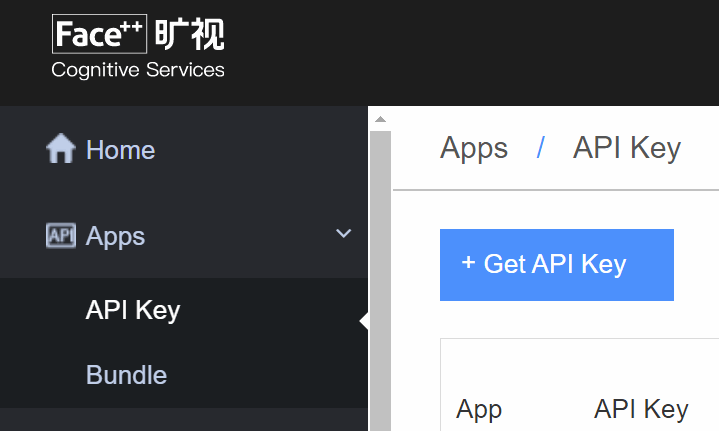 Face++ 旷视
Cognitive Services
Home
API Apps
API Key
Bundle
Apps / API Key
+ Get API Key
App API Key